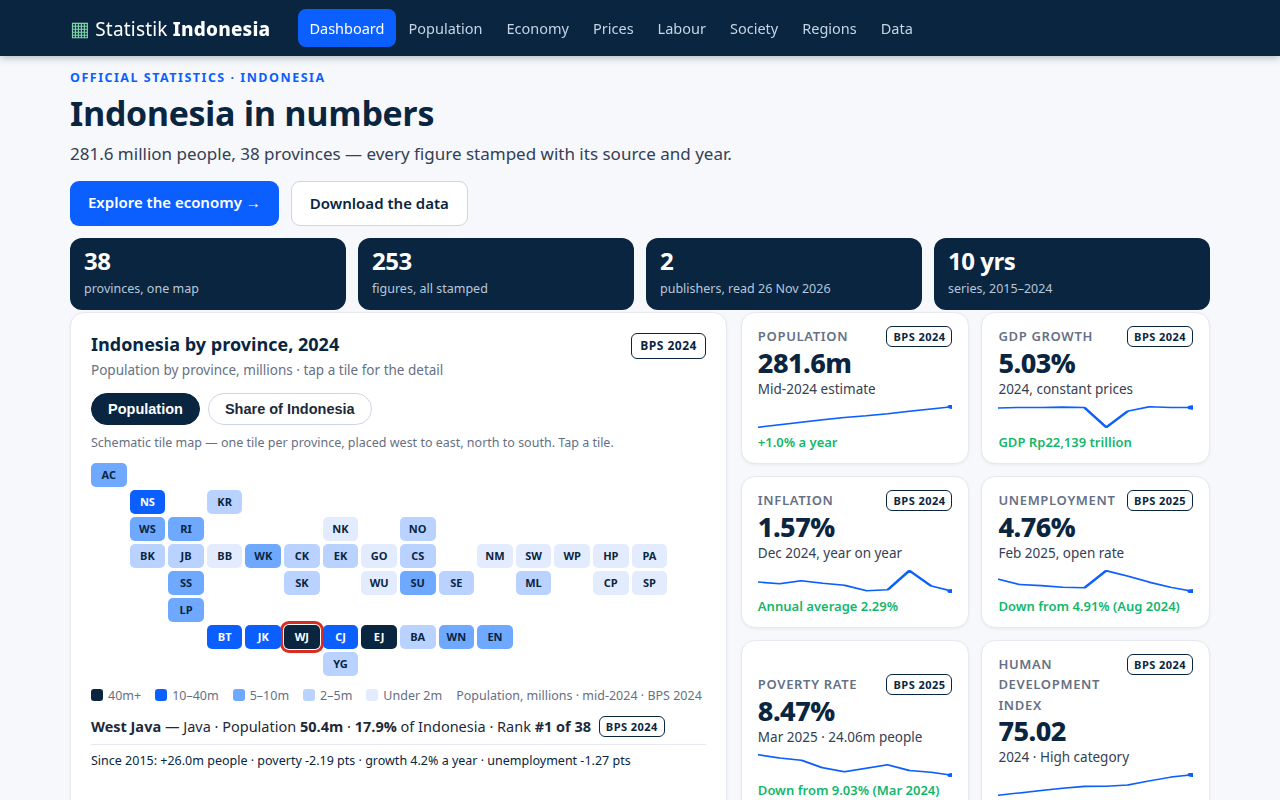 ▦ Statistik Indonesia
Dashboard
Population
Economy
Prices
Labour
Society
Regions
Data
OFFICIAL STATISTICS · INDONESIA
Indonesia in numbers
281.6 million people, 38 provinces — every figure stamped with its source and year.
Explore the economy →
Download the data
38
provinces, one map
253
figures, all stamped
2
publishers, read 26 Nov 2026
10 yrs
series, 2015–2024
Indonesia by province, 2024
BPS 2024
Population by province, millions · tap a tile for the detail
Population
Share of Indonesia
Schematic tile map — one tile per province, placed west to east, north to south. Tap a tile.
AC
NS KR
WS RI NK NO
BK JB BB WK CK EK GO CS NM SW WP HP PA
SS SK WU SU SE ML CP SP
LP
BT JK WJ CJ EJ BA WN EN
YG
40m+ 10–40m 5–10m 2–5m Under 2m Population, millions · mid-2024 · BPS 2024
West Java — Java · Population 50.4m · 17.9% of Indonesia · Rank #1 of 38 BPS 2024
Since 2015: +26.0m people · poverty -2.19 pts · growth 4.2% a year · unemployment -1.27 pts
POPULATION
BPS 2024
281.6m
Mid-2024 estimate
+1.0% a year
GDP GROWTH
BPS 2024
5.03%
2024, constant prices
GDP Rp22,139 trillion
INFLATION
BPS 2024
1.57%
Dec 2024, year on year
Annual average 2.29%
UNEMPLOYMENT
BPS 2025
4.76%
Feb 2025, open rate
Down from 4.91% (Aug 2024)
POVERTY RATE
BPS 2025
8.47%
Mar 2025 · 24.06m people
Down from 9.03% (Mar 2024)
HUMAN
DEVELOPMENT
INDEX
BPS 2024
75.02
2024 · High category